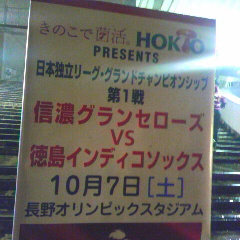 きのこで菌活。HOKTO
PRESENTS
日本独立リーグ・グランドチャンピオンシップ
第1戦
信濃グランセローズ
VS
徳島インディゴソックス
10月7日［土］
長野オリンピックスタジアム